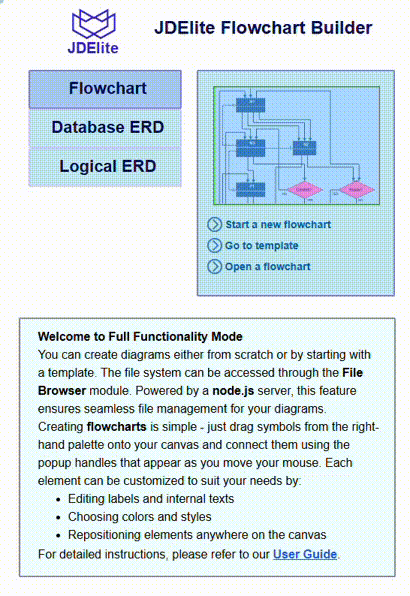 JDElite
JDElite Flowchart Builder
Flowchart
Database ERD
Logical ERD
Start a new flowchart
Go to template
Open a flowchart
Welcome to Full Functionality Mode
You can create diagrams either from scratch or by starting with
a template. The file system can be accessed through the File
Browser module. Powered by a node.js server, this feature
ensures seamless file management for your diagrams.
Creating flowcharts is simple - just drag symbols from the right-
hand palette onto your canvas and connect them using the
popup handles that appear as you move your mouse. Each
element can be customized to suit your needs by:
• Editing labels and internal texts
• Choosing colors and styles
• Repositioning elements anywhere on the canvas
For detailed instructions, please refer to our User Guide.